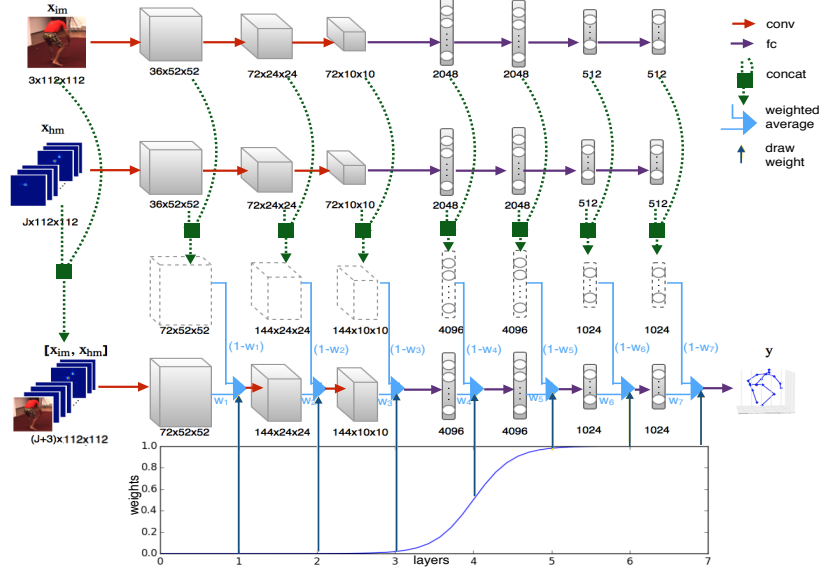 x_im
3x112x112
36x52x52
72x24x24
72x10x10
2048
2048
512
512
conv
fc
concat
weighted
average
draw
weight
x_hm
Jx112x112
36x52x52
72x24x24
72x10x10
2048
2048
512
512
72x52x52
144x24x24
144x10x10
4096
4096
1024
1024
(1-w1)
(1-w2)
(1-w3)
(1-w4)
(1-w5)
(1-w6)
(1-w7)
[x_im, x_hm]
(J+3)x112x112
w1
w2
w3
w4
w5
w6
w7
y
72x52x52
144x24x24
144x10x10
4096
4096
1024
1024
weights
1.0
0.8
0.6
0.4
0.2
0.0
0
1
2
3
4
5
6
7
layers